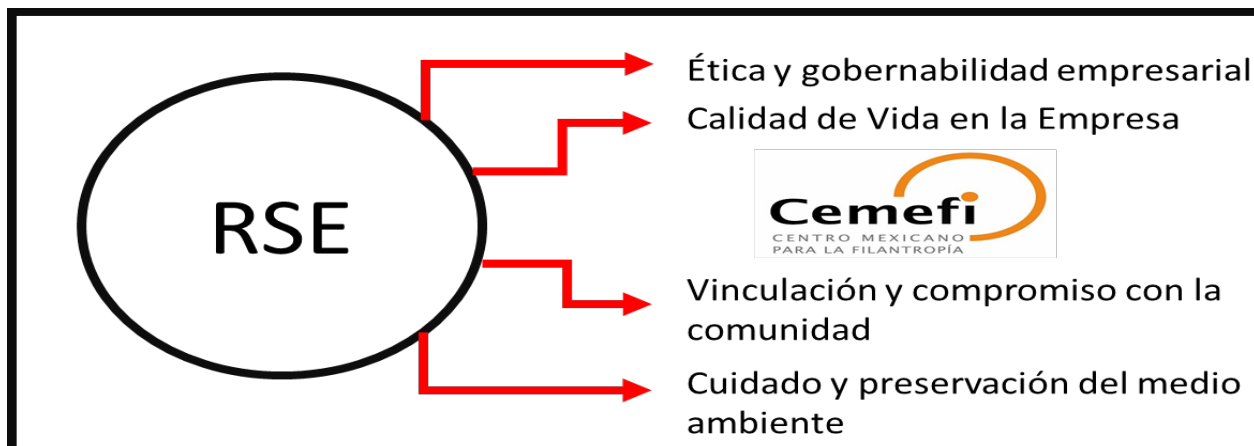 RSE
Ética y gobernabilidad empresarial
Calidad de Vida en la Empresa
Cemefi
CENTRO MEXICANO
PARA LA FILANTROPÍA
Vinculación y compromiso con la
comunidad
Cuidado y preservación del medio
ambiente